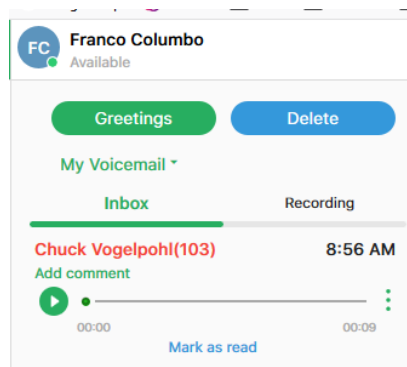 FC
Franco Columbo
Available
Greetings Delete
My Voicemail
Inbox Recording
Chuck Vogelpohl(103) 8:56 AM
Add comment
00:00 00:09
Mark as read